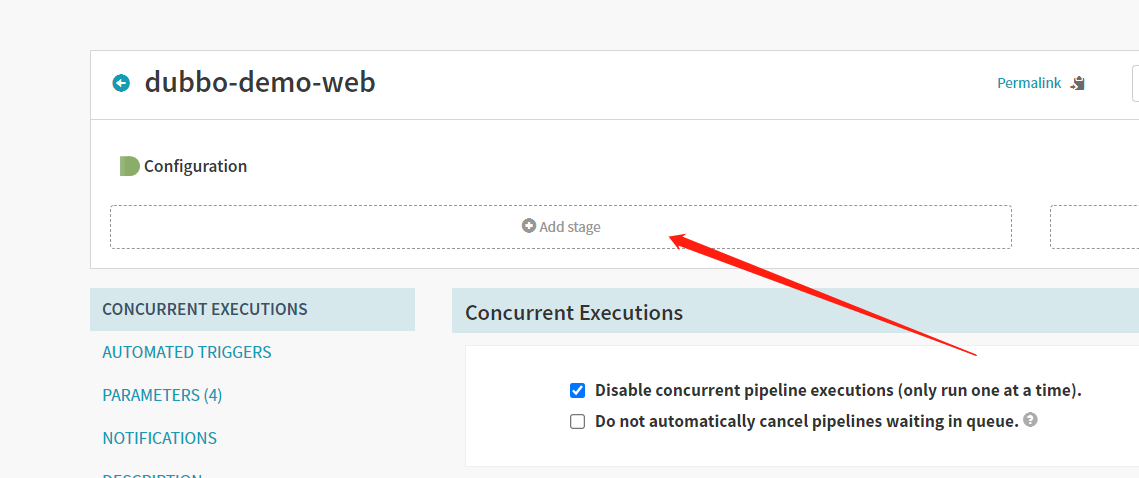 dubbo-demo-web
Permalink
Configuration
Add stage
CONCURRENT EXECUTIONS
Concurrent Executions
AUTOMATED TRIGGERS
Disable concurrent pipeline executions (only run one at a time).
PARAMETERS (4)
Do not automatically cancel pipelines waiting in queue.
NOTIFICATIONS
DESCRIPTION